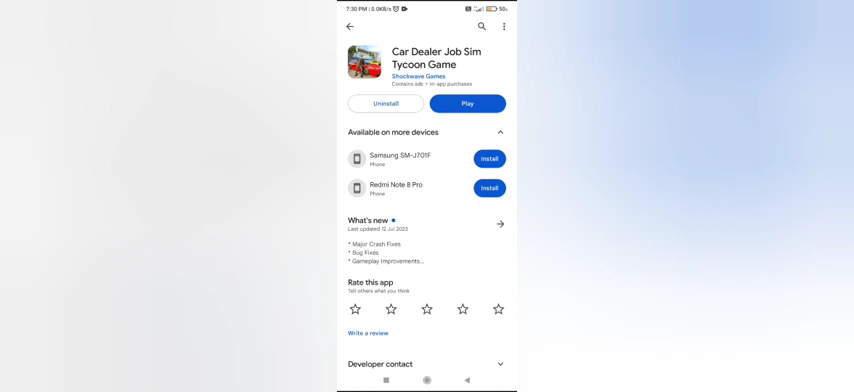 7:30 PM | 0.0KB/s
50%
Car Dealer Job Sim
Tycoon Game
Shockwave Games
Contains ads • In-app purchases
Uninstall
Play
Available on more devices
Samsung SM-J701F
Phone
Install
Redmi Note 8 Pro
Phone
Install
What's new
Last updated 12 Jul 2023
* Major Crash Fixes
* Bug Fixes
* Gameplay Improvements...
Rate this app
Tell others what you think
Write a review
Developer contact